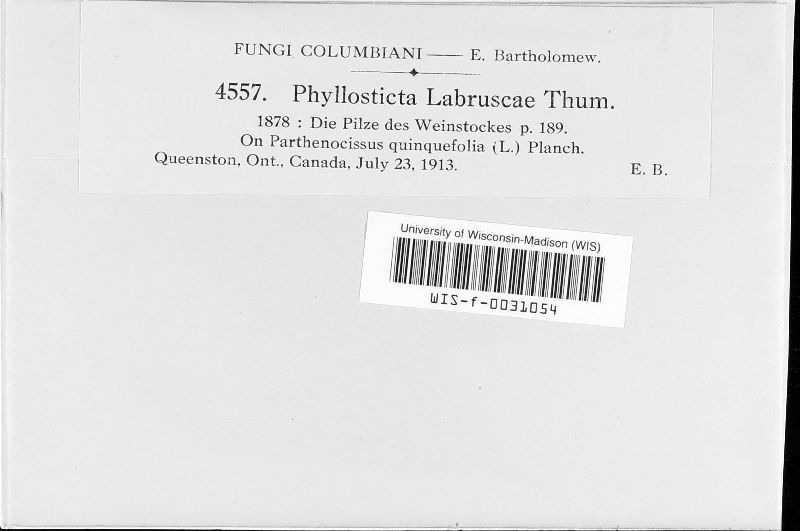 FUNGI COLUMBIANI — E. Bartholomew.
4557. Phyllosticta Labruscae Thum.
1878 : Die Pilze des Weinstockes p. 189.
On Parthenocissus quinquefolia (L.) Planch.
Queenston, Ont., Canada, July 23, 1913. E. B.
University of Wisconsin-Madison (WIS)
WIS-f-0031054